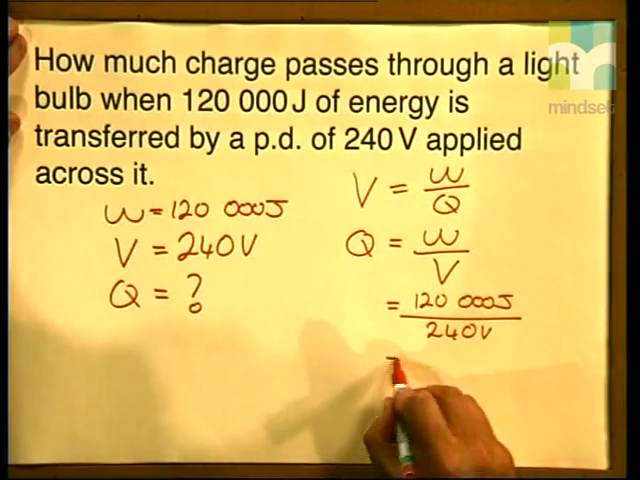 How much charge passes through a light
bulb when 120 000 J of energy is
transferred by a p.d. of 240 V applied
across it.
W = 120 000J
V = 240V
Q = ?
V = W/Q
Q = W/V
= 120 000J / 240V
mindset